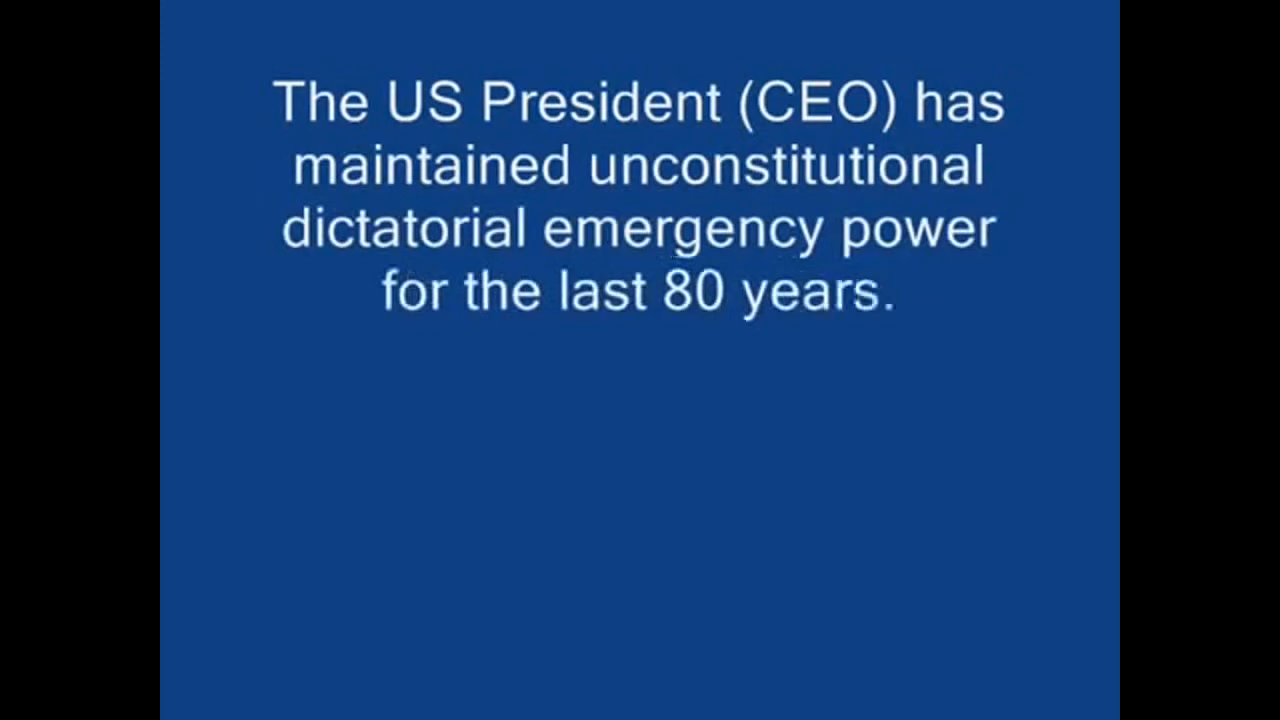 The US President (CEO) has
maintained unconstitutional
dictatorial emergency power
for the last 80 years.